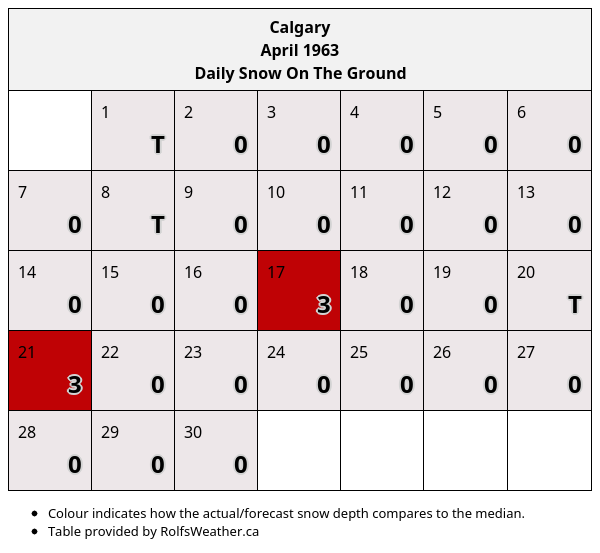 Calgary
April 1963
Daily Snow On The Ground
1 2 3 4 5 6
T 0 0 0 0 0
7 8 9 10 11 12 13
0 T 0 0 0 0 0
14 15 16 17 18 19 20
0 0 0 3 0 0 T
21 22 23 24 25 26 27
3 0 0 0 0 0 0
28 29 30
0 0 0
• Colour indicates how the actual/forecast snow depth compares to the median.
• Table provided by RolfsWeather.ca